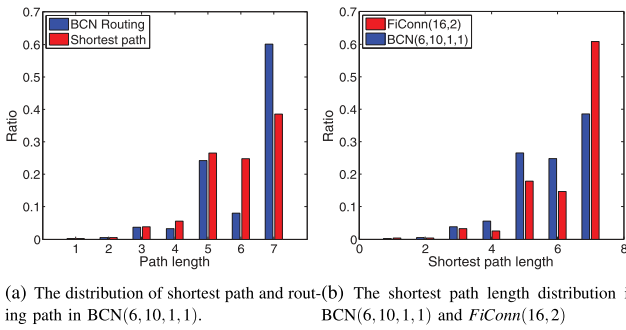 0.7
0.6
0.5
0.4
0.3
0.2
0.1
0
Ratio
BCN Routing
Shortest path
1 2 3 4 5 6 7
Path length
0.7
0.6
0.5
0.4
0.3
0.2
0.1
0
Ratio
FiConn(16,2)
BCN(6,10,1,1)
0 2 4 6 8
Shortest path length
(a) The distribution of shortest path and rout-
ing path in BCN(6,10,1,1).
(b) The shortest path length distribution
BCN(6,10,1,1) and FiConn(16,2)